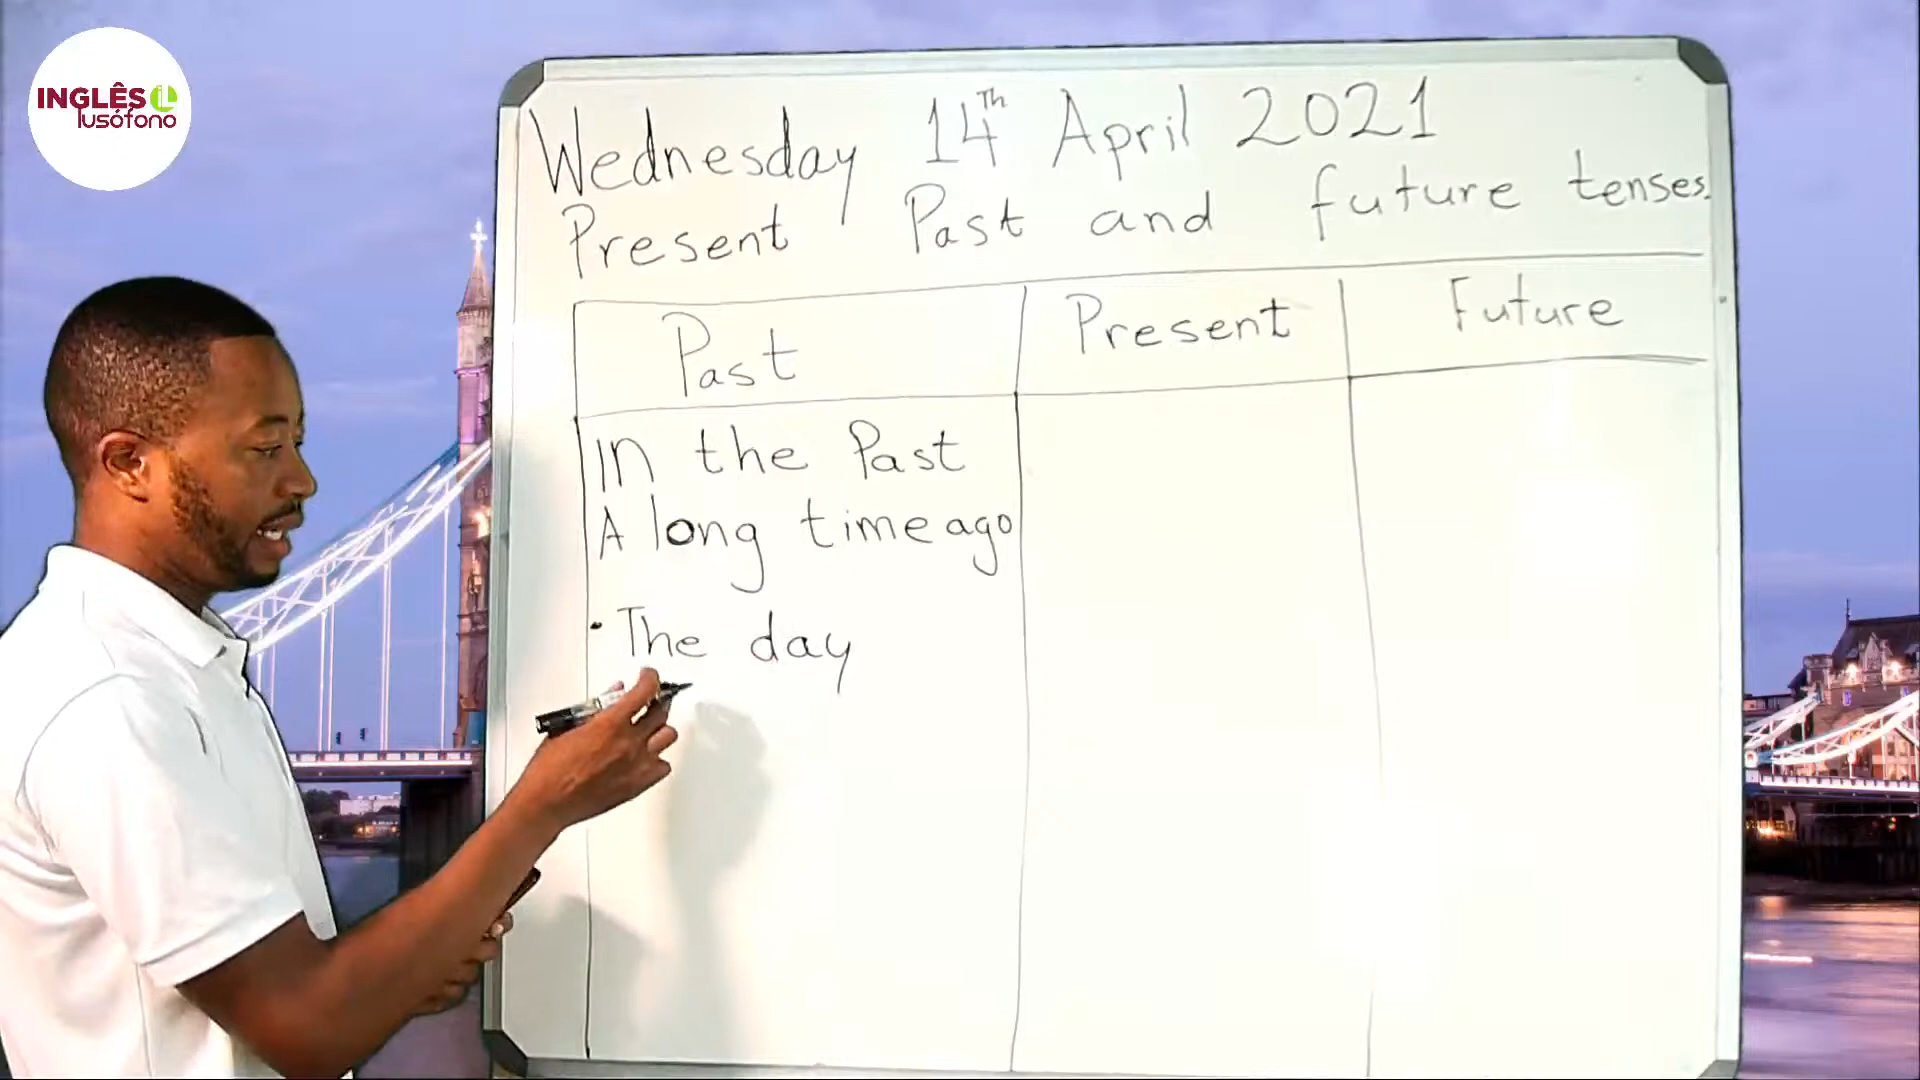 INGLÊS
lusófono
Wednesday 14Th April 2021
Present Past and future tenses.
Past Present Future
In the Past
A long time ago
• The day